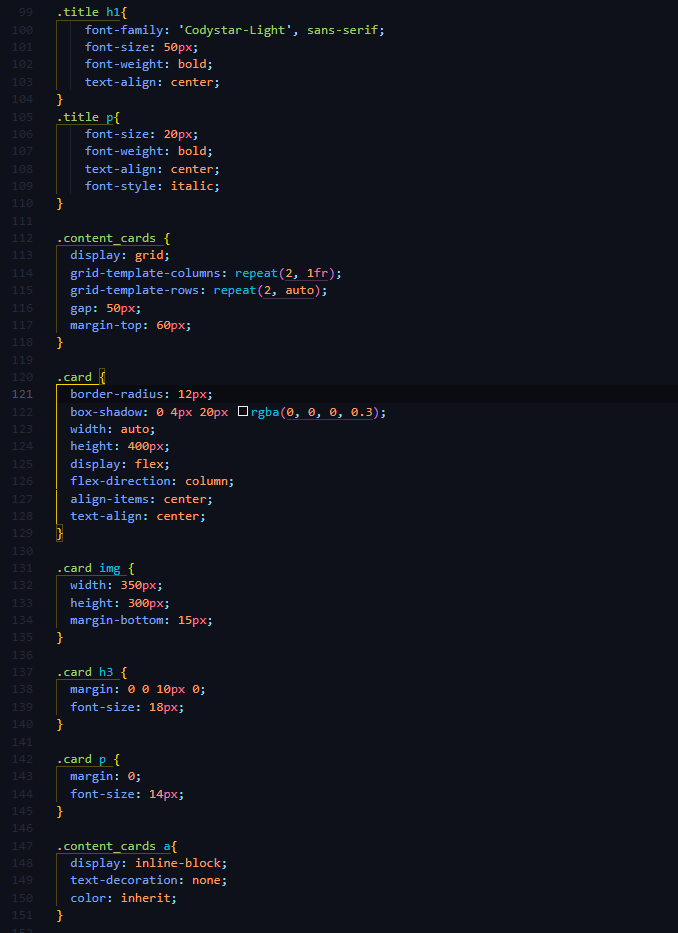 99 .title h1{
100 font-family: 'Codystar-Light', sans-serif;
101 font-size: 50px;
102 font-weight: bold;
103 text-align: center;
104 }
105 .title p{
106 font-size: 20px;
107 font-weight: bold;
108 text-align: center;
109 font-style: italic;
110 }
111
112 .content_cards {
113 display: grid;
114 grid-template-columns: repeat(2, 1fr);
115 grid-template-rows: repeat(2, auto);
116 gap: 50px;
117 margin-top: 60px;
118 }
119
120 .card {
121 border-radius: 12px;
122 box-shadow: 0 4px 20px rgba(0, 0, 0, 0.3);
123 width: auto;
124 height: 400px;
125 display: flex;
126 flex-direction: column;
127 align-items: center;
128 text-align: center;
129 }
130
131 .card img {
132 width: 350px;
133 height: 300px;
134 margin-bottom: 15px;
135 }
136
137 .card h3 {
138 margin: 0 0 10px 0;
139 font-size: 18px;
140 }
141
142 .card p {
143 margin: 0;
144 font-size: 14px;
145 }
146
147 .content_cards a{
148 display: inline-block;
149 text-decoration: none;
150 color: inherit;
151 }